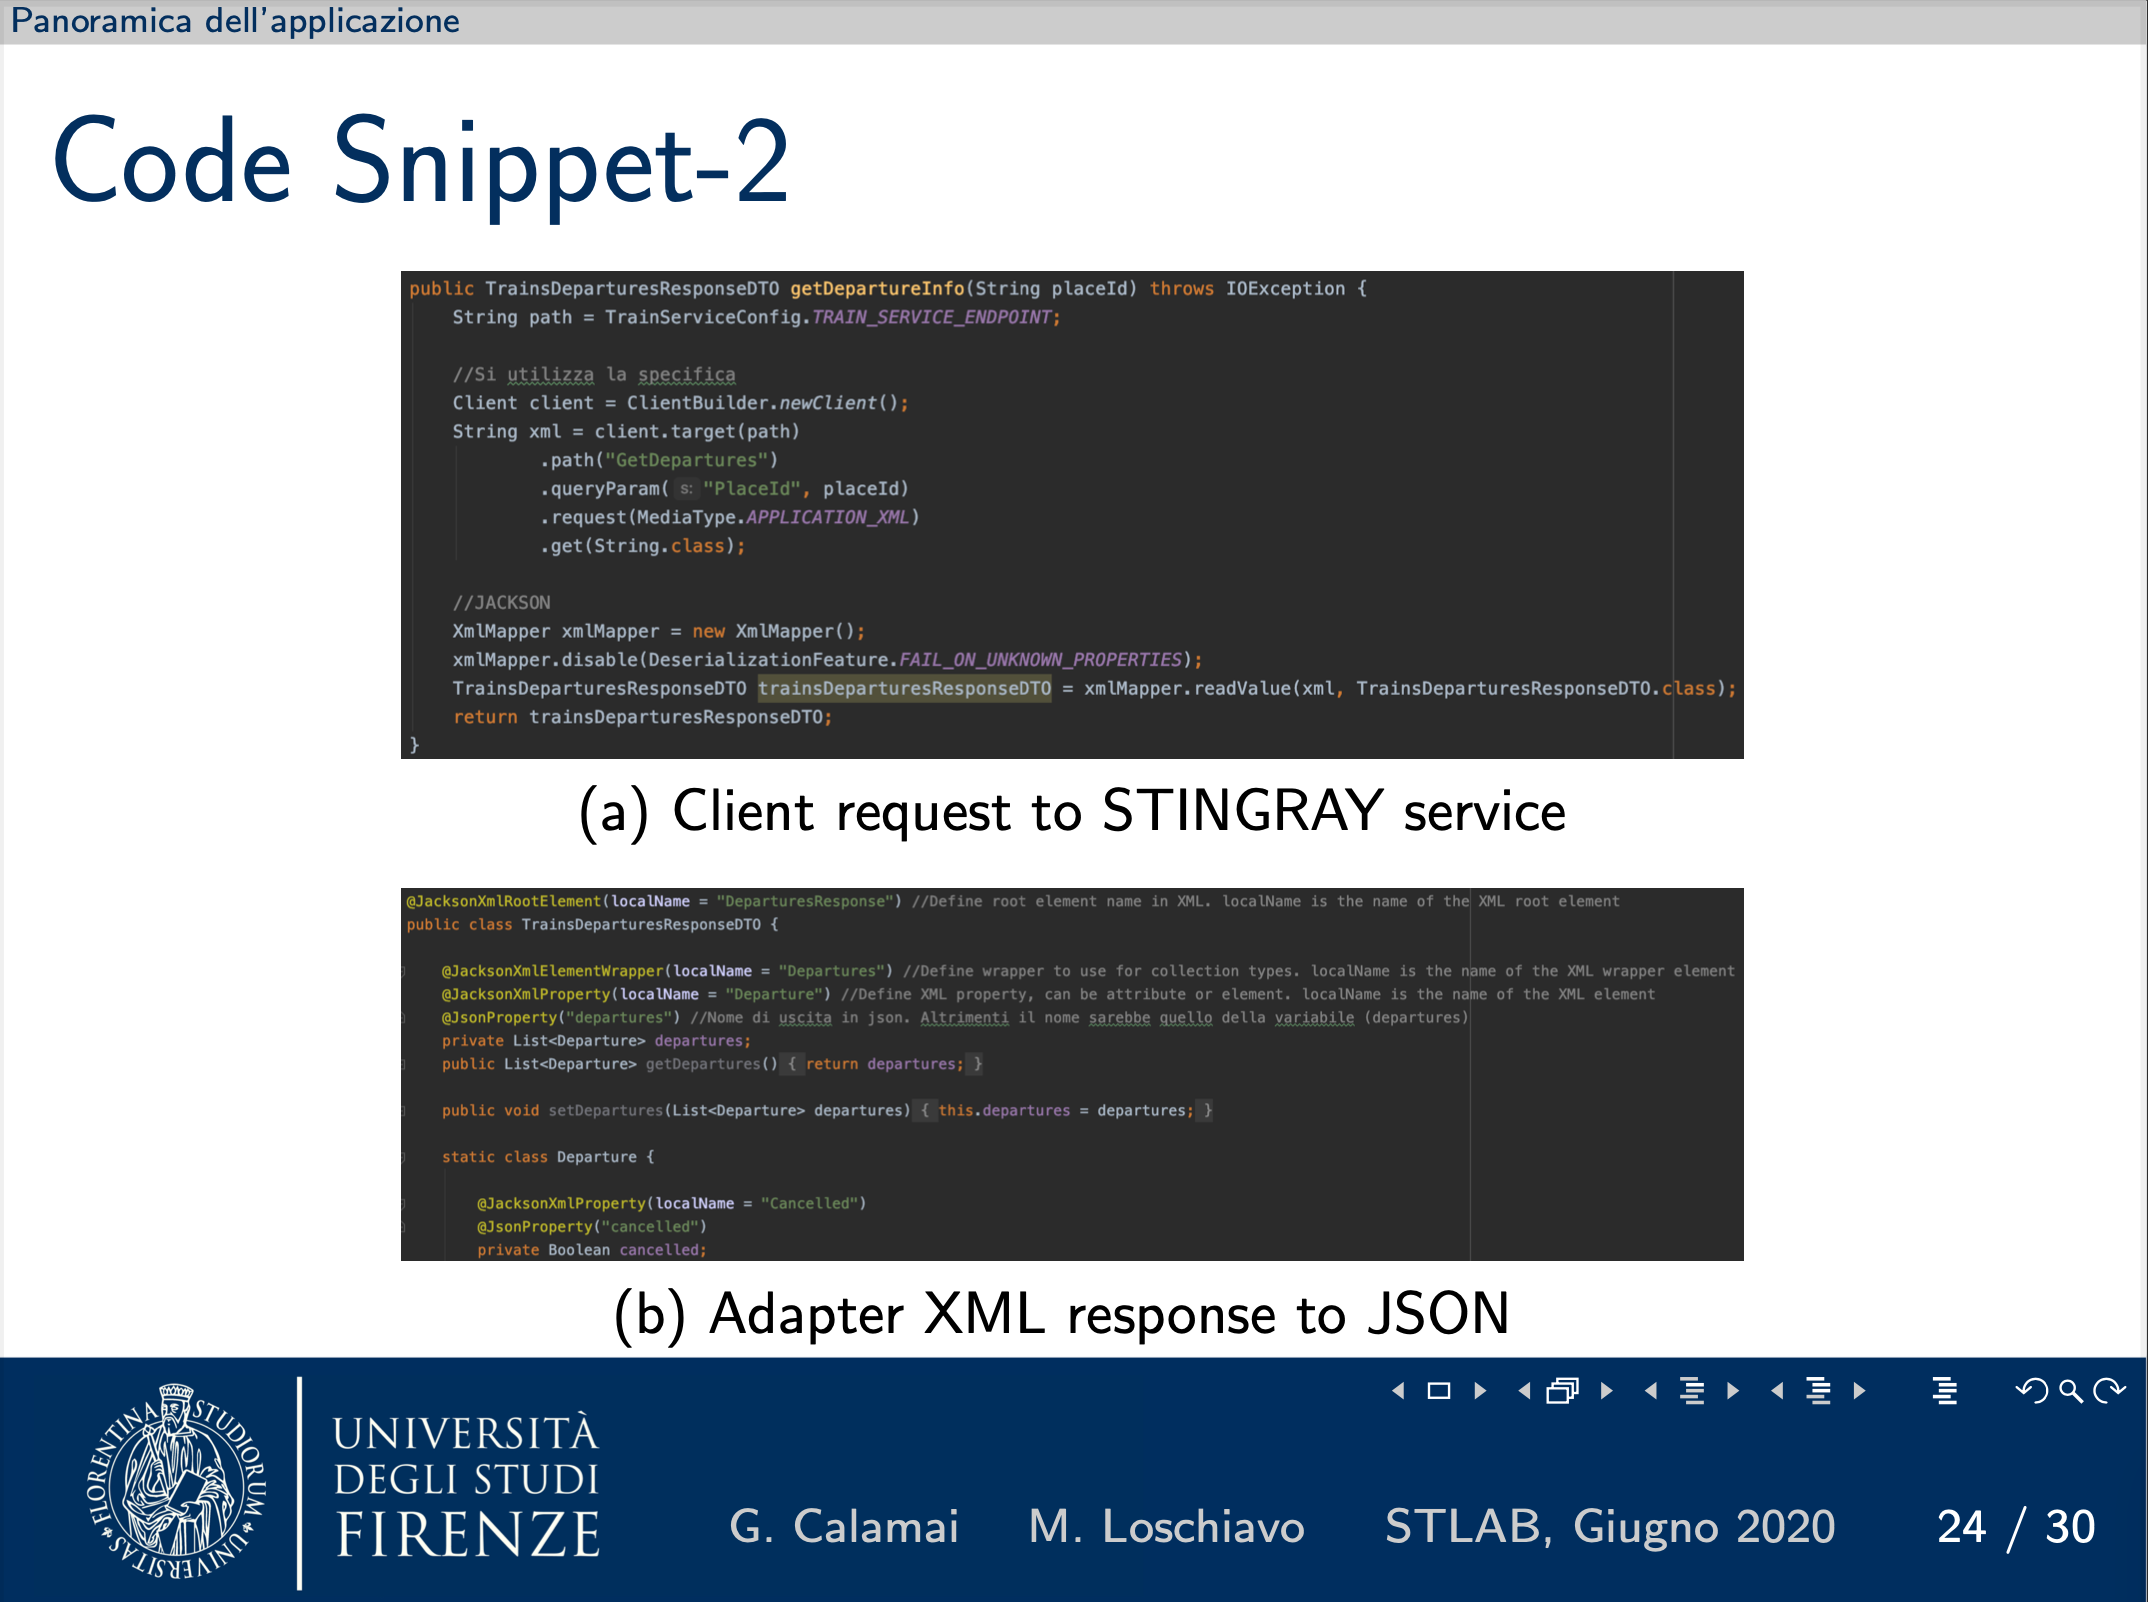 Panoramica dell'applicazione
Code Snippet-2
public TrainsDeparturesResponseDTO getDepartureInfo(String placeId) throws IOException {
String path = TrainServiceConfig.TRAIN_SERVICE_ENDPOINT;
//Si utilizza la specifica
Client client = ClientBuilder.newClient();
String xml = client.target(path)
.path("GetDepartures")
.queryParam( s: "PlaceId", placeId)
.request(MediaType.APPLICATION_XML)
.get(String.class);
//JACKSON
XmlMapper xmlMapper = new XmlMapper();
xmlMapper.disable(DeserializationFeature.FAIL_ON_UNKNOWN_PROPERTIES);
TrainsDeparturesResponseDTO trainsDeparturesResponseDTO = xmlMapper.readValue(xml, TrainsDeparturesResponseDTO.class);
return trainsDeparturesResponseDTO;
}
(a) Client request to STINGRAY service
@JacksonXmlRootElement(localName = "DeparturesResponse") //Define root element name in XML. localName is the name of the XML root element
public class TrainsDeparturesResponseDTO {
@JacksonXmlElementWrapper(localName = "Departures") //Define wrapper to use for collection types. localName is the name of the XML wrapper element
@JacksonXmlProperty(localName = "Departure") //Define XML property, can be attribute or element. localName is the name of the XML element
@JsonProperty("departures") //Nome di uscita in json. Altrimenti il nome sarebbe quello della variabile (departures)
private List<Departure> departures;
public List<Departure> getDepartures() { return departures; }
public void setDepartures(List<Departure> departures) { this.departures = departures; }
static class Departure {
@JacksonXmlProperty(localName = "Cancelled")
@JsonProperty("cancelled")
private Boolean cancelled;
(b) Adapter XML response to JSON
FLORENTINA STUDIORUM UNIVERSITAS
UNIVERSITÀ
DEGLI STUDI
FIRENZE
G. Calamai M. Loschiavo STLAB, Giugno 2020 24 / 30